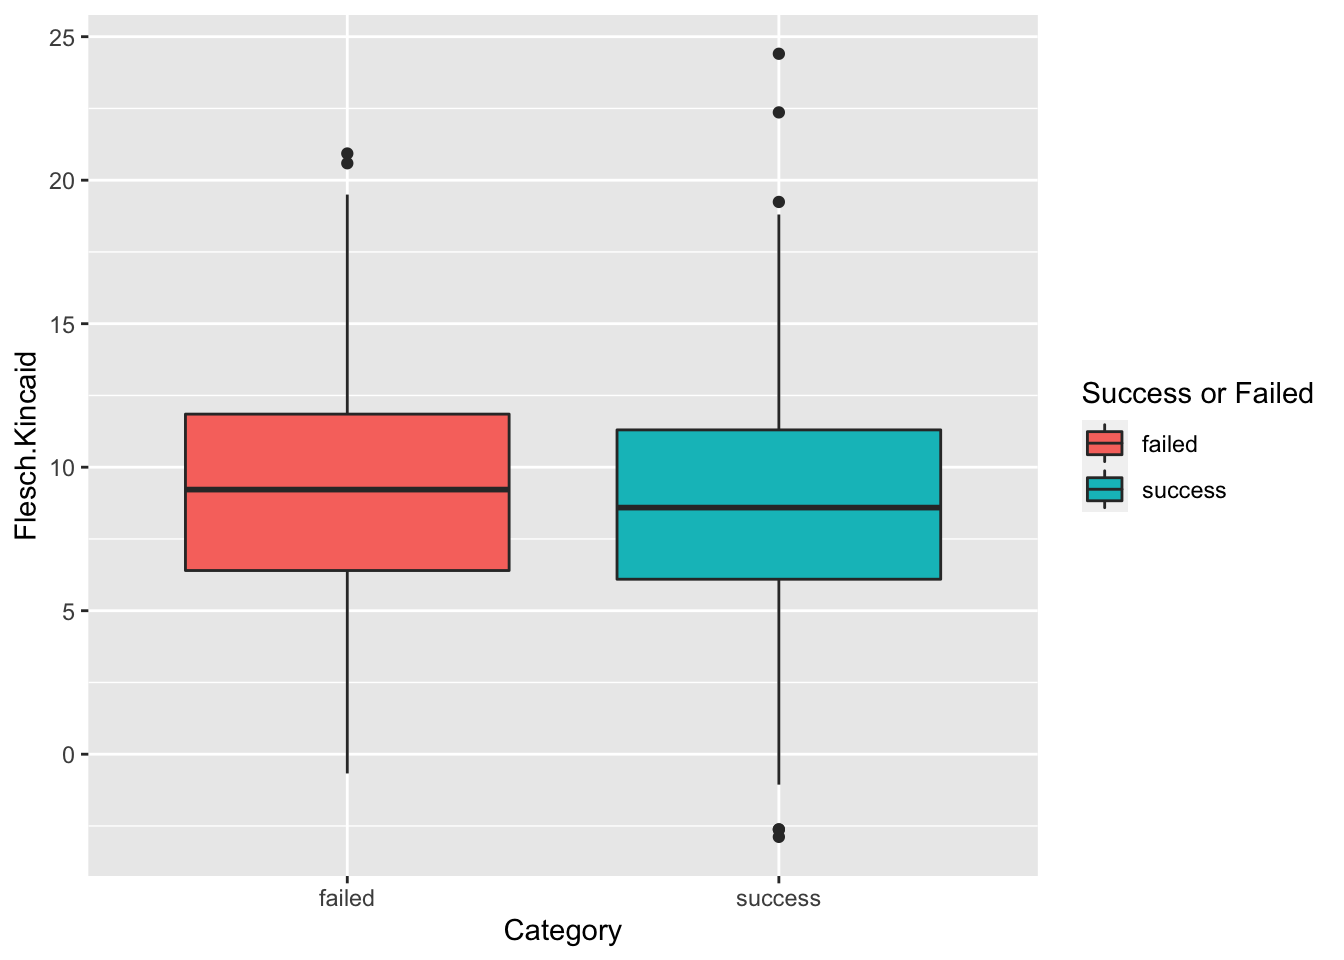 25
20
15
10
5
0
Flesch.Kincaid
failed
success
Category
Success or Failed
failed
success